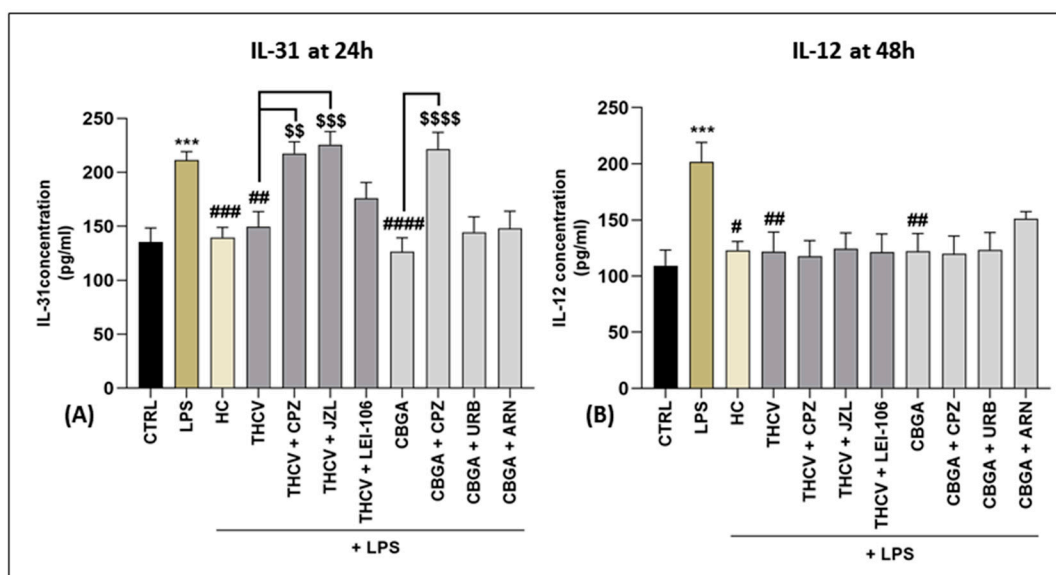 IL-31 at 24h
IL-31concentration
(pg/ml)
250
200
150
100
50
0
***
###
##
$$
$$$
####
$$$$
CTRL
LPS
HC
THCV
THCV + CPZ
THCV + JZL
THCV + LEI-106
CBGA
CBGA + CPZ
CBGA + URB
CBGA + ARN
+ LPS
(A)
IL-12 at 48h
IL-12 concentration
(pg/ml)
250
200
150
100
50
0
***
#
##
##
CTRL
LPS
HC
THCV
THCV + CPZ
THCV + JZL
THCV + LEI-106
CBGA
CBGA + CPZ
CBGA + URB
CBGA + ARN
+ LPS
(B)